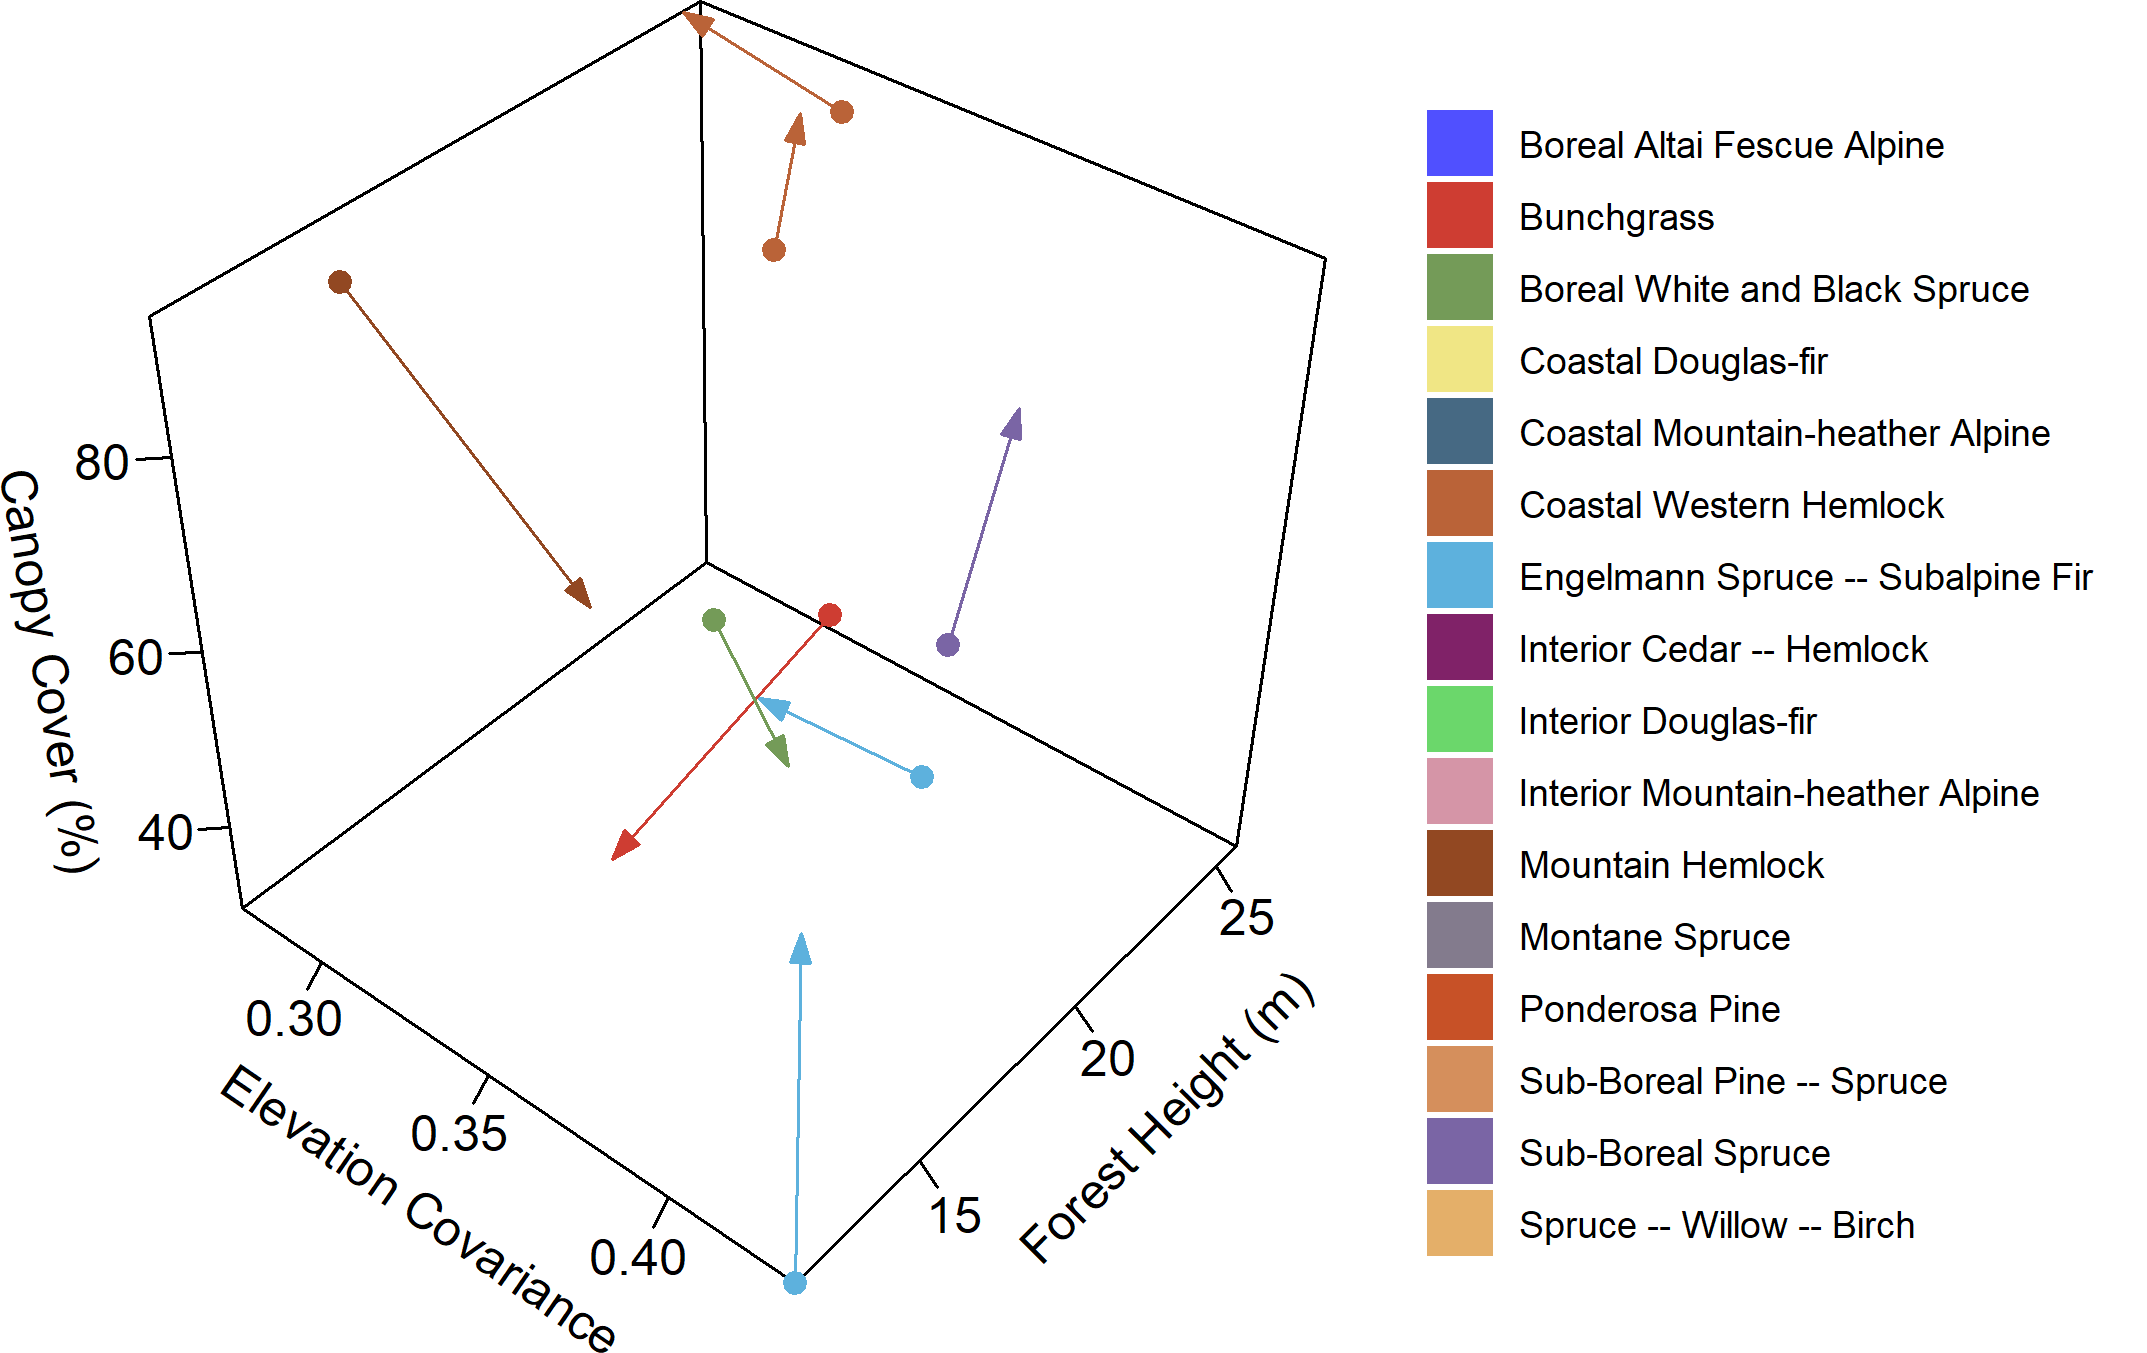 80
60
40
Canopy Cover (%)
0.30
0.35
0.40
Elevation Covariance
15
20
25
Forest Height (m)
Boreal Altai Fescue Alpine
Bunchgrass
Boreal White and Black Spruce
Coastal Douglas-fir
Coastal Mountain-heather Alpine
Coastal Western Hemlock
Engelmann Spruce -- Subalpine Fir
Interior Cedar -- Hemlock
Interior Douglas-fir
Interior Mountain-heather Alpine
Mountain Hemlock
Montane Spruce
Ponderosa Pine
Sub-Boreal Pine -- Spruce
Sub-Boreal Spruce
Spruce -- Willow -- Birch